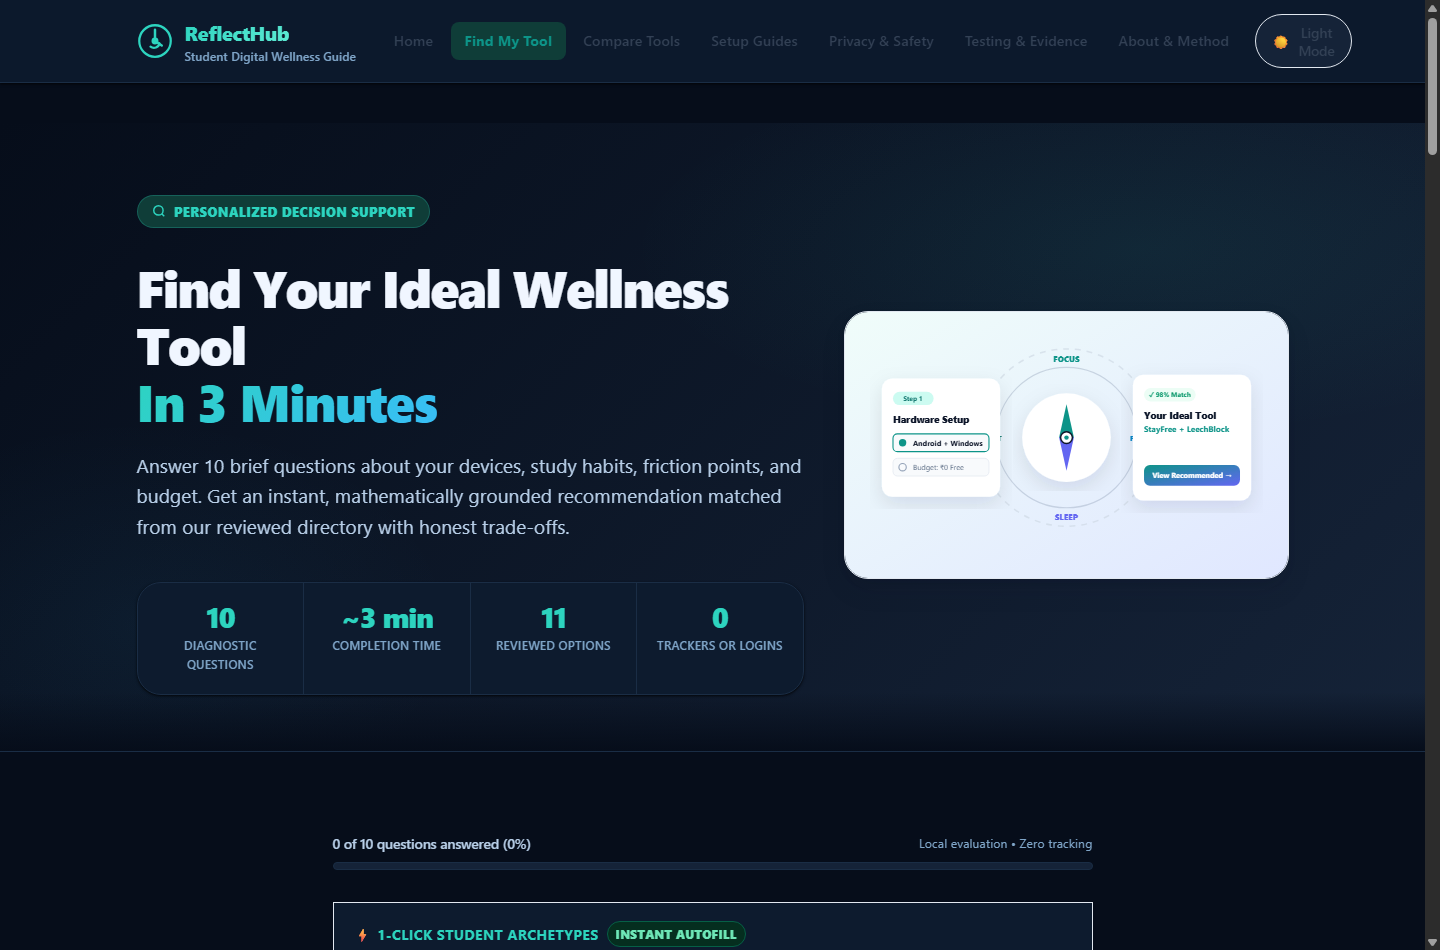 ReflectHub
Student Digital Wellness Guide
Home
Find My Tool
Compare Tools
Setup Guides
Privacy & Safety
Testing & Evidence
About & Method
Light
Mode
PERSONALIZED DECISION SUPPORT
Find Your Ideal Wellness
Tool
In 3 Minutes
Answer 10 brief questions about your devices, study habits, friction points, and
budget. Get an instant, mathematically grounded recommendation matched
from our reviewed directory with honest trade-offs.
10
DIAGNOSTIC
QUESTIONS
~3 min
COMPLETION TIME
11
REVIEWED OPTIONS
0
TRACKERS OR LOGINS
FOCUS
Step 1
Hardware Setup
Android + Windows
Budget: ₹0 Free
✓ 98% Match
Your Ideal Tool
StayFree + LeechBlock
View Recommended →
SLEEP
0 of 10 questions answered (0%)
Local evaluation • Zero tracking
1-CLICK STUDENT ARCHETYPES
INSTANT AUTOFILL